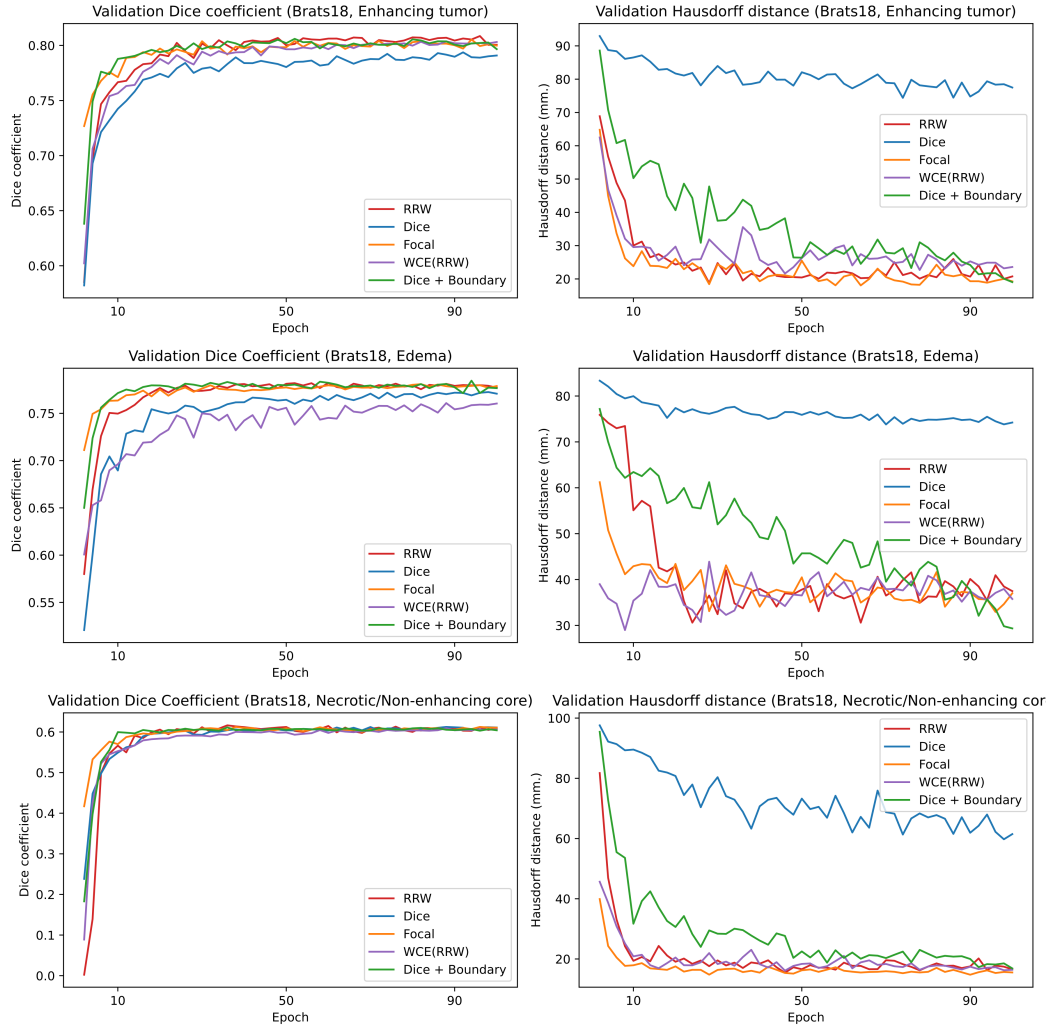 Validation Dice coefficient (Brats18, Enhancing tumor)
Dice coefficient
0.80
0.75
0.70
0.65
0.60
RRW
Dice
Focal
WCE(RRW)
Dice + Boundary
10 50 90
Epoch
Validation Hausdorff distance (Brats18, Enhancing tumor)
Hausdorff distance (mm.)
90
80
70
60
50
40
30
20
RRW
Dice
Focal
WCE(RRW)
Dice + Boundary
10 50 90
Epoch
Validation Dice Coefficient (Brats18, Edema)
Dice coefficient
0.75
0.70
0.65
0.60
0.55
RRW
Dice
Focal
WCE(RRW)
Dice + Boundary
10 50 90
Epoch
Validation Hausdorff distance (Brats18, Edema)
Hausdorff distance (mm.)
80
70
60
50
40
30
RRW
Dice
Focal
WCE(RRW)
Dice + Boundary
10 50 90
Epoch
Validation Dice Coefficient (Brats18, Necrotic/Non-enhancing core)
Dice coefficient
0.6
0.5
0.4
0.3
0.2
0.1
0.0
RRW
Dice
Focal
WCE(RRW)
Dice + Boundary
10 50 90
Epoch
Validation Hausdorff distance (Brats18, Necrotic/Non-enhancing cor
Hausdorff distance (mm.)
100
80
60
40
20
RRW
Dice
Focal
WCE(RRW)
Dice + Boundary
10 50 90
Epoch